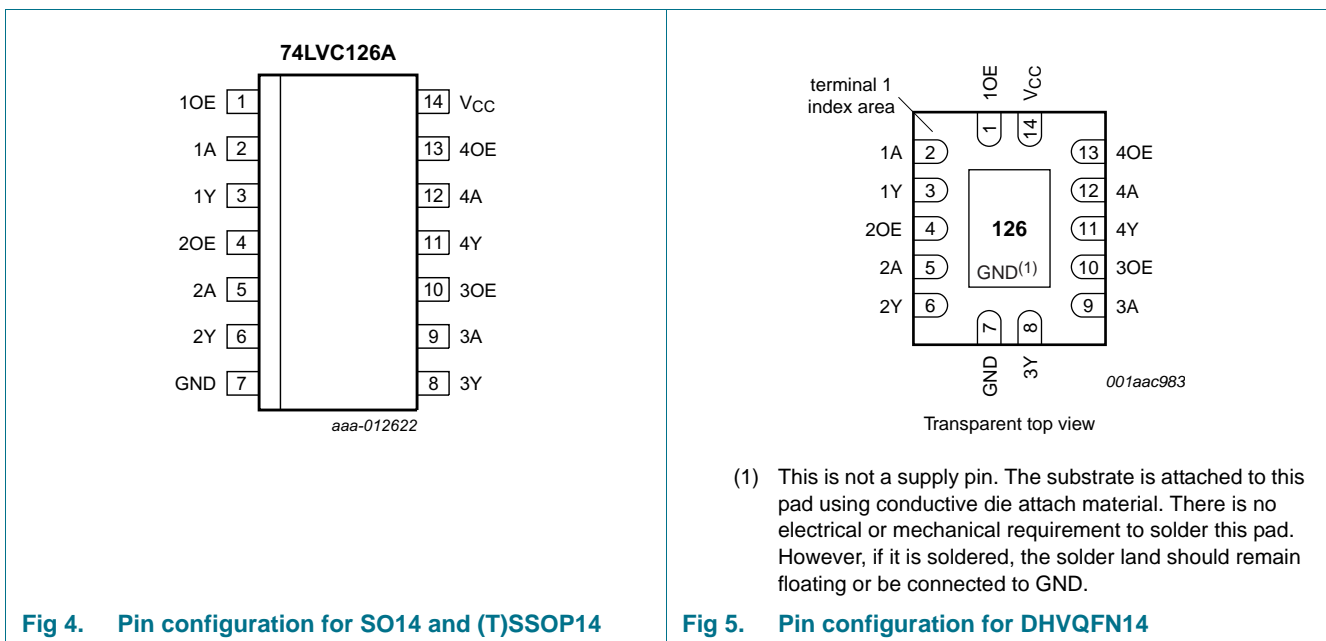 74LVC126A
1OE 1
1A 2
1Y 3
2OE 4
2A 5
2Y 6
GND 7
14 VCC
13 4OE
12 4A
11 4Y
10 3OE
9 3A
8 3Y
aaa-012622
Fig 4. Pin configuration for SO14 and (T)SSOP14
terminal 1
index area
1OE
VCC
1
14
1A 2
1Y 3
2OE 4
2A 5
2Y 6
13 4OE
12 4A
11 4Y
10 3OE
9 3A
126
GND(1)
7
8
GND
3Y
001aac983
Transparent top view
(1) This is not a supply pin. The substrate is attached to this
pad using conductive die attach material. There is no
electrical or mechanical requirement to solder this pad.
However, if it is soldered, the solder land should remain
floating or be connected to GND.
Fig 5. Pin configuration for DHVQFN14